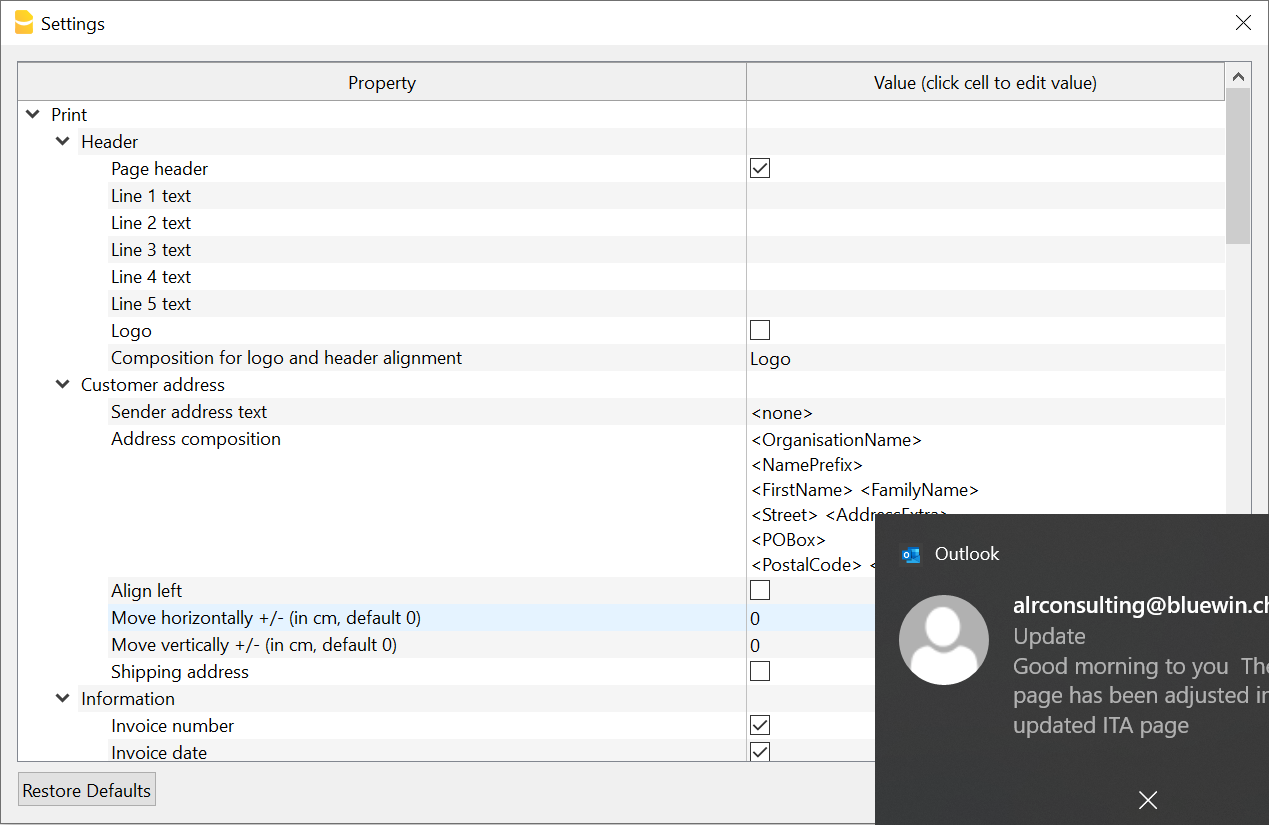 Settings
Property Value (click cell to edit value)
Print
Header
Page header
Line 1 text
Line 2 text
Line 3 text
Line 4 text
Line 5 text
Logo
Composition for logo and header alignment Logo
Customer address
Sender address text <none>
Address composition <OrganisationName>
<NamePrefix>
<FirstName> <FamilyName>
<Street> <AddressExtra>
<POBox>
<PostalCode> <
Align left
Move horizontally +/- (in cm, default 0) 0
Move vertically +/- (in cm, default 0) 0
Shipping address
Information
Invoice number
Invoice date
Restore Defaults
Outlook
alrconsulting@bluewin.ch
Update
Good morning to you The
page has been adjusted in
updated ITA page